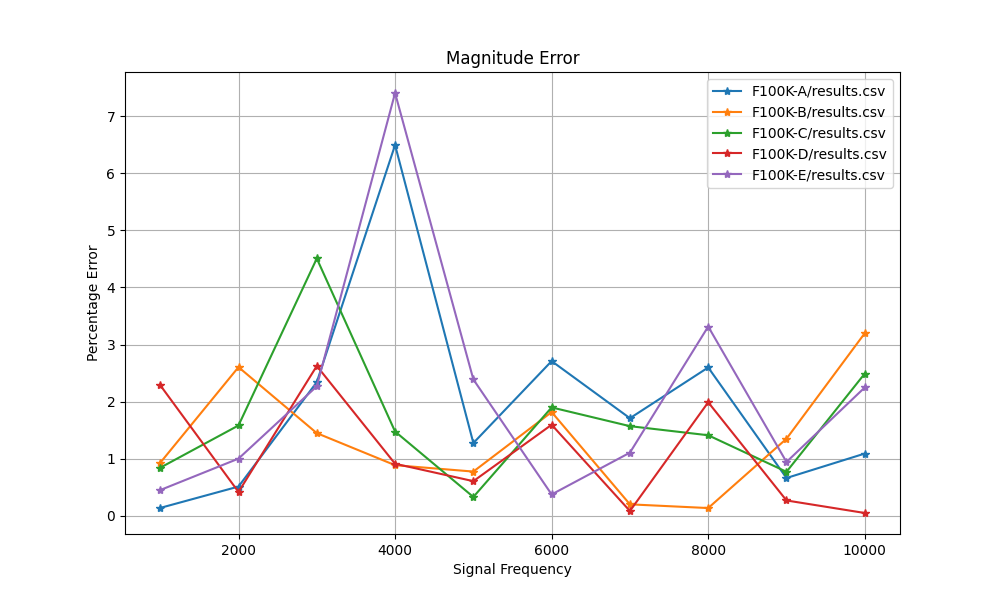 Magnitude Error
F100K-A/results.csv
F100K-B/results.csv
F100K-C/results.csv
F100K-D/results.csv
F100K-E/results.csv
Percentage Error
7
6
5
4
3
2
1
0
2000 4000 6000 8000 10000
Signal Frequency